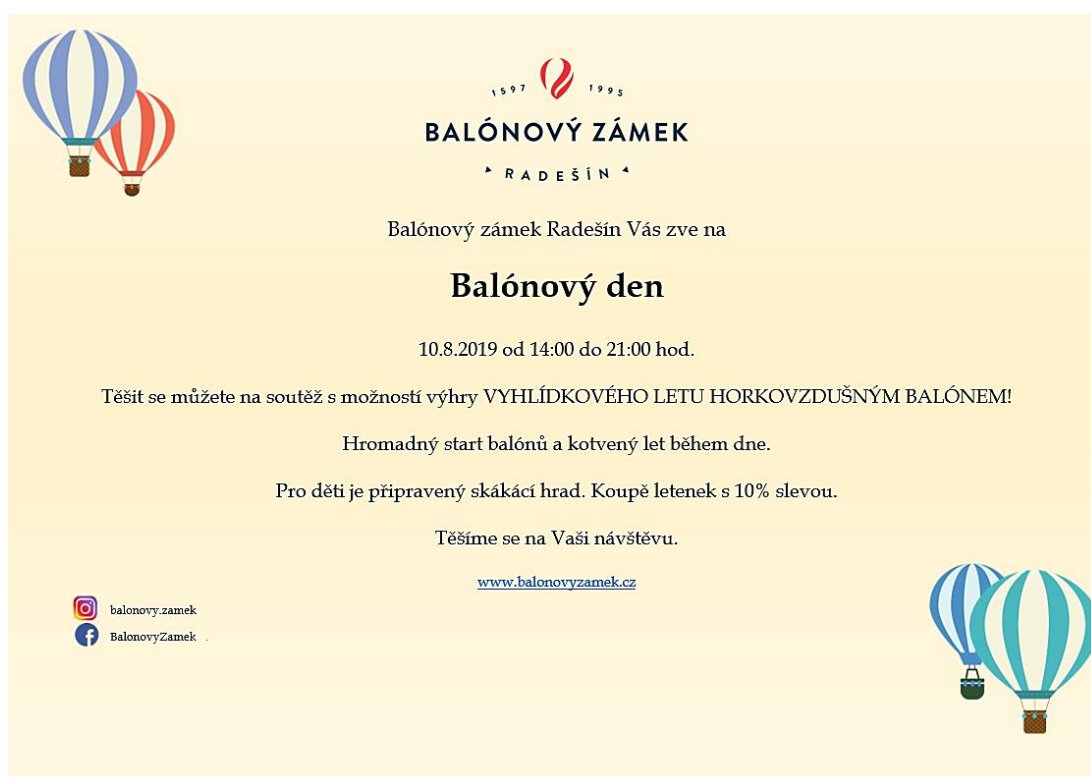 1597 1995
BALÓNOVÝ ZÁMEK
RADEŠÍN
Balónový zámek Radešín Vás zve na
Balónový den
10.8.2019 od 14:00 do 21:00 hod.
Těšit se můžete na soutěž s možností výhry VYHLÍDKOVÉHO LETU HORKOVZDUŠNÝM BALÓNEM!
Hromadný start balónů a kotvený let během dne.
Pro děti je připravený skákácí hrad. Koupě letenek s 10% slevou.
Těšíme se na Vaši návštěvu.
www.balonovyzamek.cz
balonovy.zamek
BalonovyZamek .